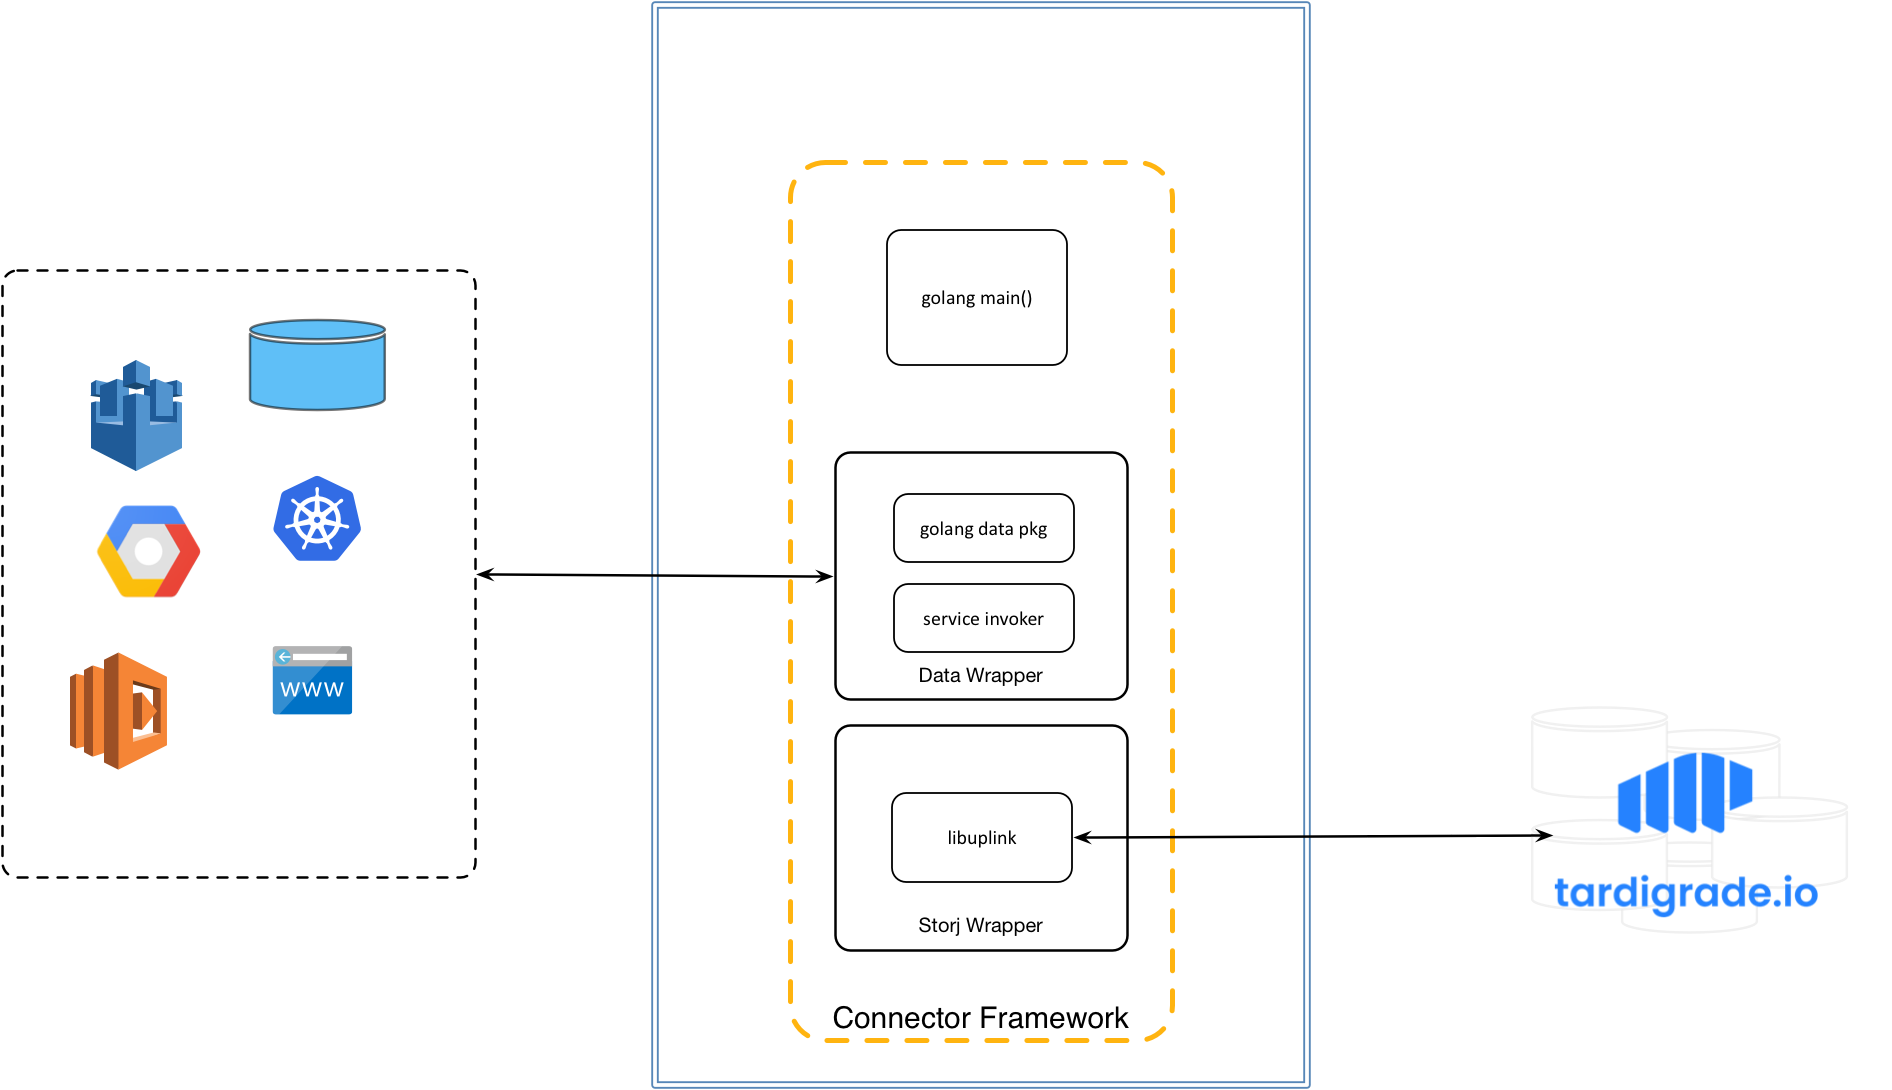 golang main()
golang data pkg
service invoker
Data Wrapper
www
libuplink
Storj Wrapper
tardigrade.io
Connector Framework